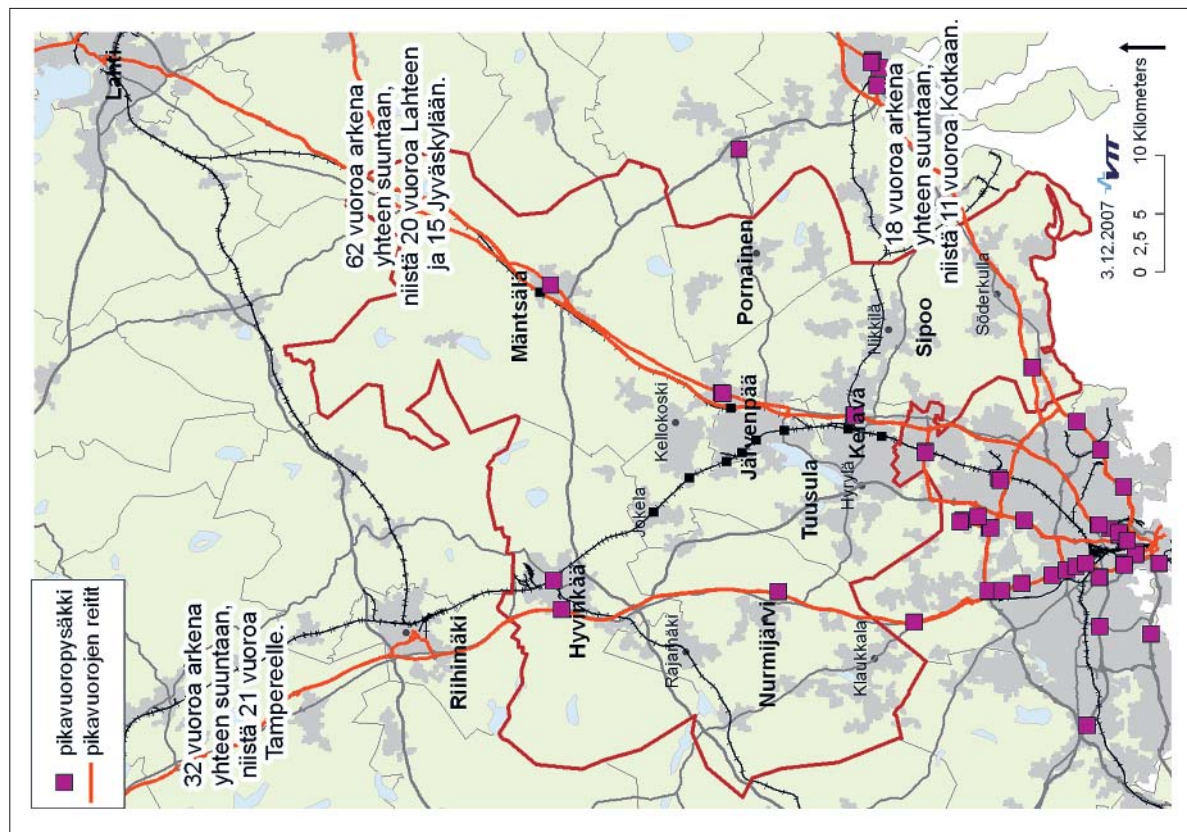 pikavuoropysäkki
pikavuorojen reitit
32 vuoroa arkena
yhteen suuntaan,
niistä 21 vuoroa
Tampereelle.
62 vuoroa arkena
yhteen suuntaan,
niistä 20 vuoroa Lahteen
ja 15 Jyväskylään.
Lahti
Riihimäki
Hyvinkää
Mäntsälä
Rajamäki
Jokela
Kellokoski
Järvenpää
Pornainen
Nurmijärvi
Tuusula
Hyrylä
Kerava
Klaukkala
Nikkilä
Sipoo
Söderkulla
18 vuoroa arkena
yhteen suuntaan,
niistä 11 vuoroa Kotkaan.
3.12.2007 VTT
0 2,5 5 10 Kilometers